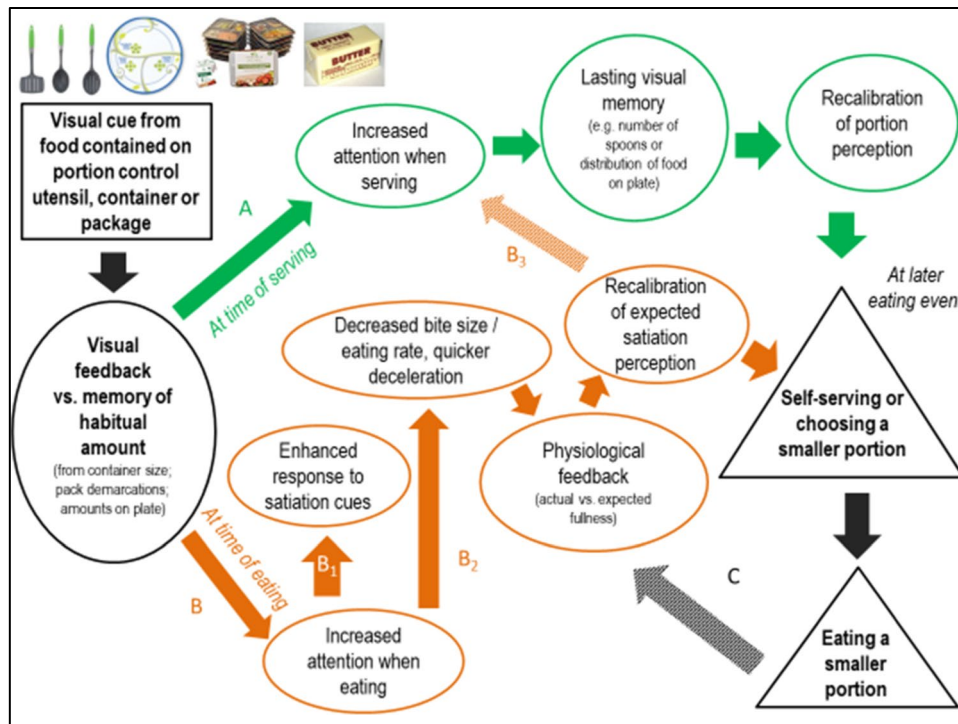 BUTTER
BUTTER
Visual cue from
food contained on
portion control
utensil, container or
package
Increased
attention when
serving
Lasting visual
memory
(e.g. number of
spoons or
distribution of food
on plate)
Recalibration
of portion
perception
A
At time of serving
B3
At later
eating even
Visual
feedback
vs. memory of
habitual
amount
(from container size;
pack demarcations;
amounts on plate)
Decreased bite size /
eating rate, quicker
deceleration
Recalibration
of expected
satiation
perception
Self-serving or
choosing a
smaller portion
Enhanced
response to
satiation cues
Physiological
feedback
(actual vs. expected
fullness)
At time of eating
B
B1
B2
C
Increased
attention when
eating
Eating a
smaller
portion